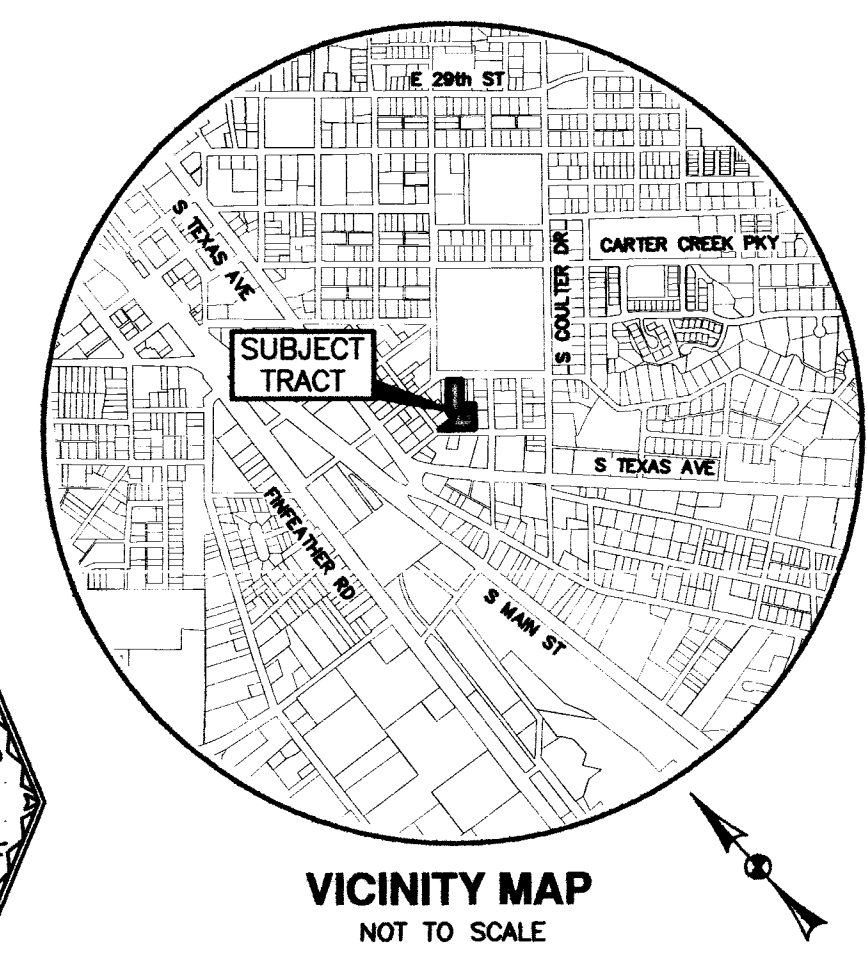 E 29th ST
S TEXAS AVE
CARTER CREEK PKY
S COULTER DR
SUBJECT
TRACT
S TEXAS AVE
FINFEATHER RD
S MAIN ST
VICINITY MAP
NOT TO SCALE